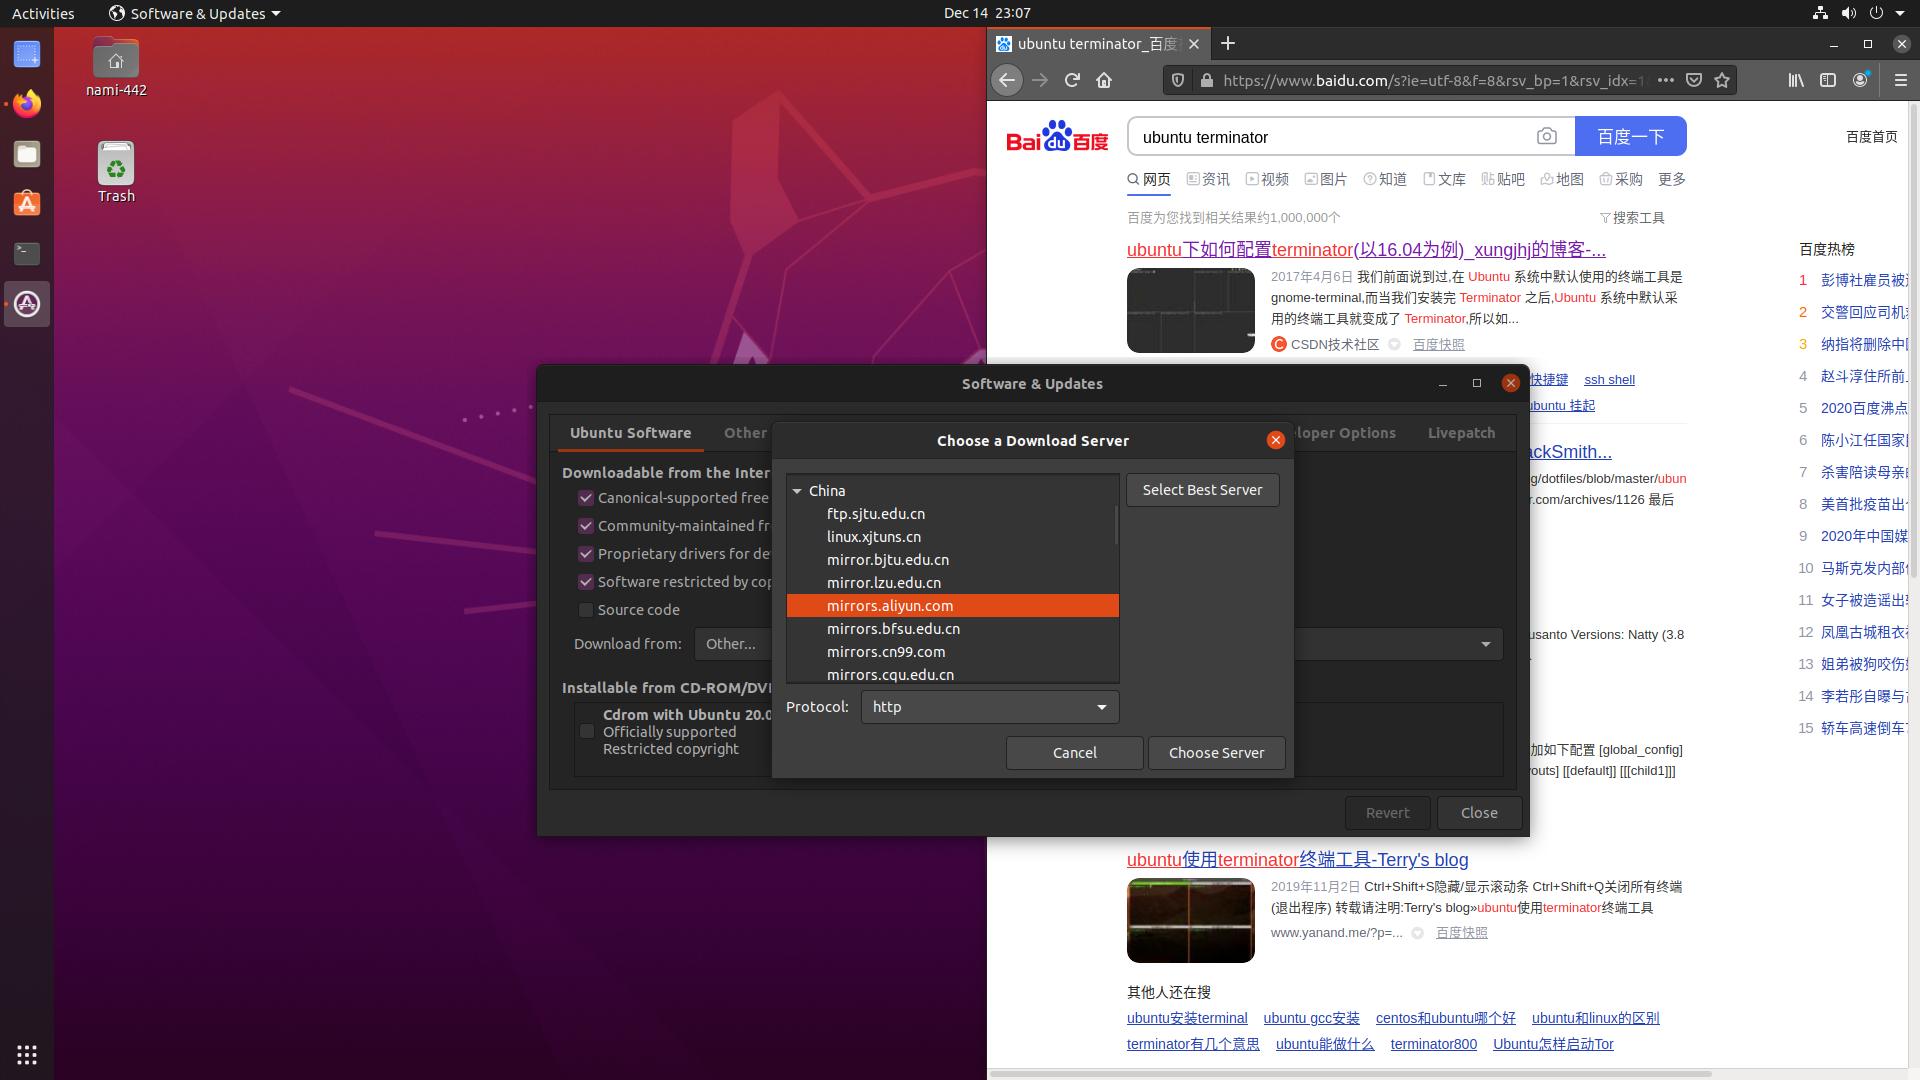 Activities
Software & Updates
Dec 14 23:07
nami-442
Trash
ubuntu terminator_百度
https://www.baidu.com/s?ie=utf-8&f=8&rsv_bp=1&rsv_idx=1
Bai du 百度
ubuntu terminator
百度一下
百度首页
网页 资讯 视频 图片 知道 文库 贴吧 地图 采购 更多
百度为您找到相关结果约1,000,000个
搜索工具
ubuntu下如何配置terminator(以16.04为例)_xungjhj的博客-...
2017年4月6日 我们前面说到过,在 Ubuntu 系统中默认使用的终端工具是
gnome-terminal,而当我们安装完 Terminator 之后,Ubuntu 系统中默认采
用的终端工具就变成了 Terminator,所以如...
CSDN技术社区 百度快照
快捷键 ssh shell
ubuntu 挂起
ackSmith...
g/dotfiles/blob/master/ubun
r.com/archives/1126 最后
usanto Versions: Natty (3.8
加如下配置 [global_config]
youts] [[default]] [[[child1]]]
ubuntu使用terminator终端工具-Terry's blog
2019年11月2日 Ctrl+Shift+S隐藏/显示滚动条 Ctrl+Shift+Q关闭所有终端
(退出程序) 转载请注明:Terry's blog»ubuntu使用terminator终端工具
www.yanand.me/?p=... 百度快照
其他人还在搜
ubuntu安装terminal ubuntu gcc安装 centos和ubuntu哪个好 ubuntu和linux的区别
terminator有几个意思 ubuntu能做什么 terminator800 Ubuntu怎样启动Tor
百度热榜
1 彭博社雇员被
2 交警回应司机
3 纳指将删除中
4 赵斗淳住所前
5 2020百度沸点
6 陈小江任国家
7 杀害陪读母亲
8 美首批疫苗出
9 2020年中国媒
10 马斯克发内部
11 女子被造谣出
12 凤凰古城租衣
13 姐弟被狗咬伤
14 李若彤自曝与
15 轿车高速倒车
Software & Updates
Ubuntu Software
Other
loper Options
Livepatch
Downloadable from the Inter
Canonical-supported free
Community-maintained fr
Proprietary drivers for de
Software restricted by cop
Source code
Download from: Other...
Installable from CD-ROM/DVD
Cdrom with Ubuntu 20.0
Officially supported
Restricted copyright
Revert
Close
Choose a Download Server
China
ftp.sjtu.edu.cn
linux.xjtuns.cn
mirror.bjtu.edu.cn
mirror.lzu.edu.cn
mirrors.aliyun.com
mirrors.bfsu.edu.cn
mirrors.cn99.com
mirrors.cqu.edu.cn
Select Best Server
Protocol: http
Cancel
Choose Server